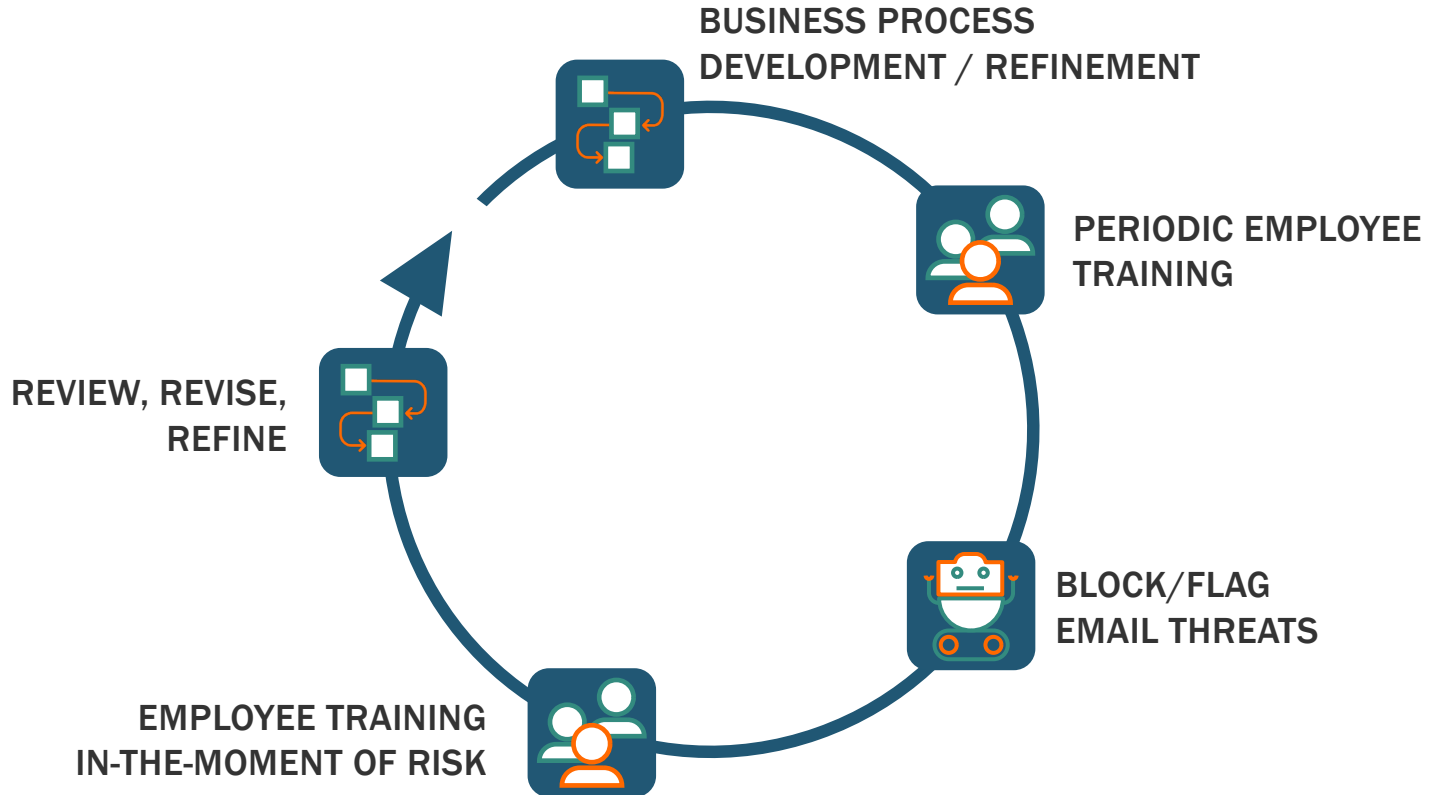 BUSINESS PROCESS
DEVELOPMENT / REFINEMENT
PERIODIC EMPLOYEE
TRAINING
BLOCK/FLAG
EMAIL THREATS
EMPLOYEE TRAINING
IN-THE-MOMENT OF RISK
REVIEW, REVISE,
REFINE